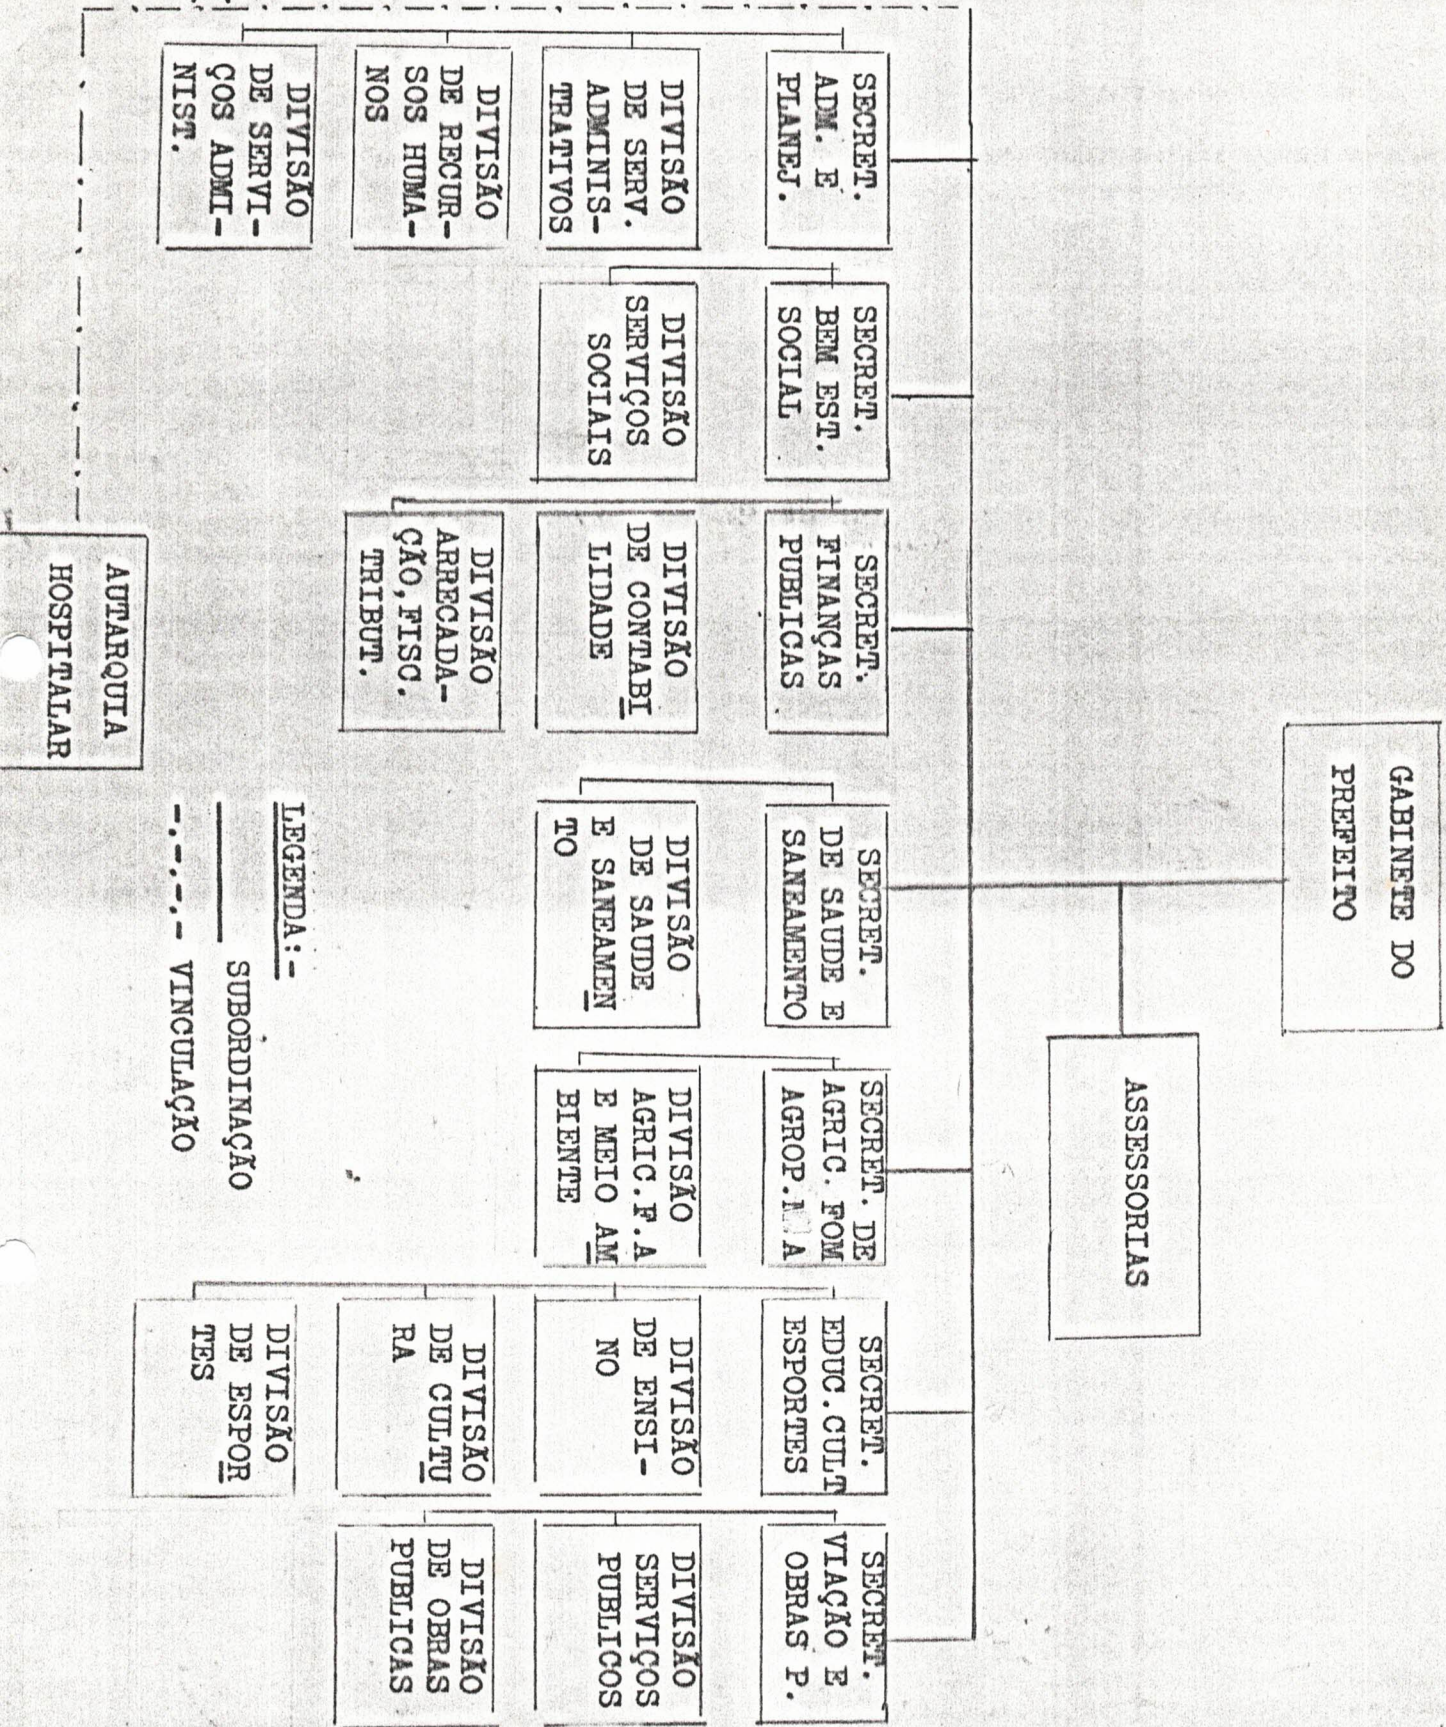 GABINETE DO
PREFEITO
ASSESSORIAS
SECRET.
ADM. E
PLANEJ.
DIVISÃO
DE SERV.
ADMINIS-
TRATIVOS
DIVISÃO
DE RECUR-
SOS HUMA-
NOS
DIVISÃO
DE SERVI-
ÇOS ADMI-
NIST.
SECRET.
BEM EST.
SOCIAL
DIVISÃO
SERVIÇOS
SOCIAIS
SECRET.
FINANÇAS
PUBLICAS
DIVISÃO
DE CONTABI
LIDADE
DIVISÃO
ARRECADA-
ÇÃO,FISC.
TRIBUT.
SECRET.
DE SAUDE E
SANEAMENTO
DIVISÃO
DE SAUDE
E SANEAMEN
TO
SECRET. DE
AGRIC. FOM
AGROP. A
DIVISÃO
AGRIC.F.A
E MEIO AM
BIENTE
SECRET.
EDUC.CULT
ESPORTES
DIVISÃO
DE ENSI-
NO
DIVISÃO
DE CULTU
RA
DIVISÃO
DE ESPOR
TES
SECRET.
VIAÇÃO E
OBRAS P.
DIVISÃO
SERVIÇOS
PUBLICOS
DIVISÃO
DE OBRAS
PUBLICAS
AUTARQUIA
HOSPITALAR
LEGENDA:-
SUBORDINAÇÃO
-.-.-.- VINCULAÇÃO